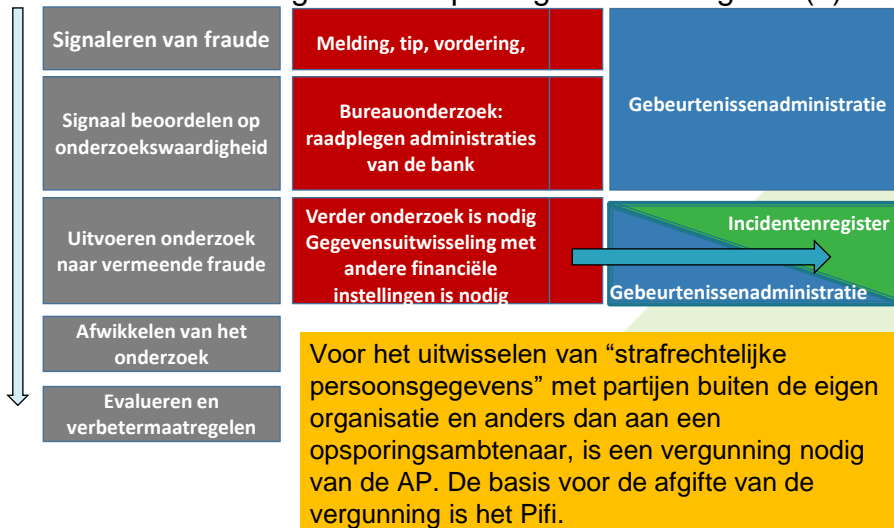 Signaleren van fraude
Melding, tip, vordering,
Gebeurtenissenadministratie
Signaal beoordelen op
onderzoekswaardigheid
Bureauonderzoek:
raadplegen administraties
van de bank
Uitvoeren onderzoek
naar vermeende fraude
Verder onderzoek is nodig
Gegevensuitwisseling met
andere financiële
instellingen is nodig
Incidentenregister
Gebeurtenissenadministratie
Afwikkelen van het
onderzoek
Evalueren en
verbetermaatregelen
Voor het uitwisselen van “strafrechtelijke
persoonsgegevens” met partijen buiten de eigen
organisatie en anders dan aan een
opsporingsambtenaar, is een vergunning nodig
van de AP. De basis voor de afgifte van de
vergunning is het Pifi.